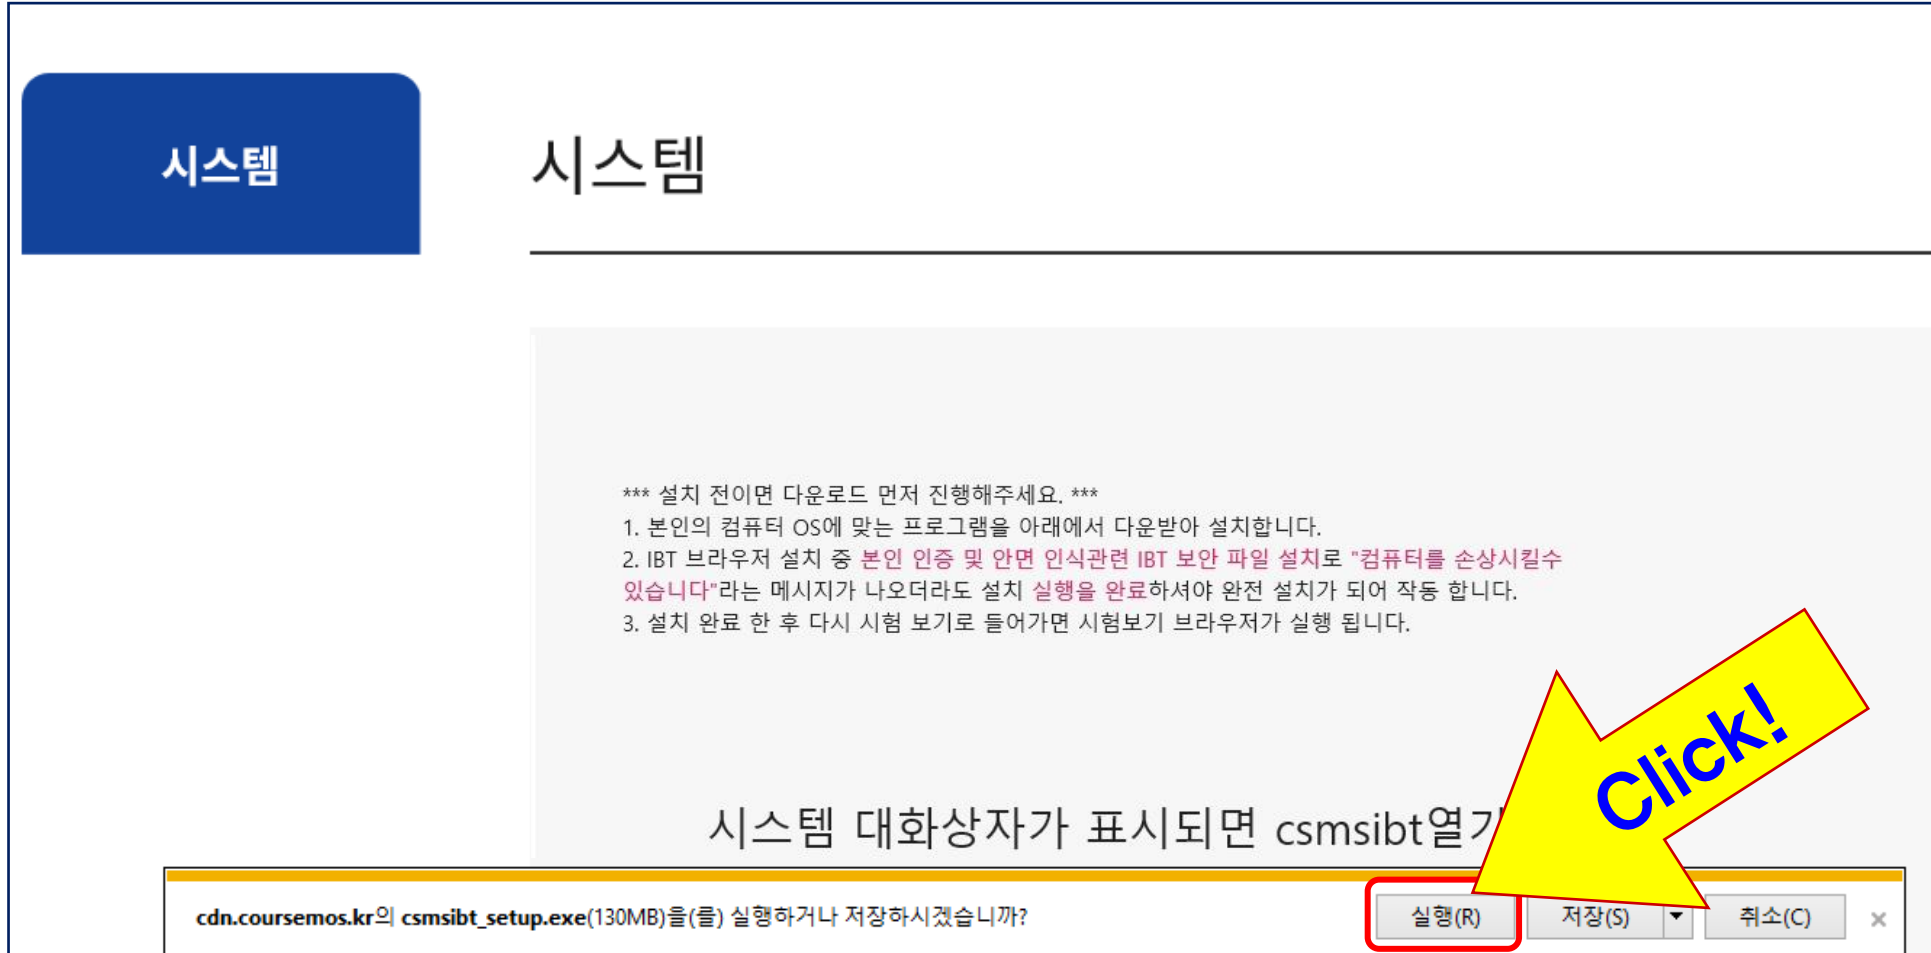 시스템
시스템
*** 설치 전이면 다운로드 먼저 진행해주세요. ***
1. 본인의 컴퓨터 OS에 맞는 프로그램을 아래에서 다운받아 설치합니다.
2. IBT 브라우저 설치 중 본인 인증 및 안면 인식관련 IBT 보안 파일 설치로 "컴퓨터를 손상시킬수
있습니다"라는 메시지가 나오더라도 설치 실행을 완료하셔야 완전 설치가 되어 작동 합니다.
3. 설치 완료 한 후 다시 시험 보기로 들어가면 시험보기 브라우저가 실행 됩니다.
Click!
시스템 대화상자가 표시되면 csmsibt열기
cdn.coursemos.kr의 csmsibt_setup.exe(130MB)을(를) 실행하거나 저장하시겠습니까? 실행(R) 저장(S) 취소(C)